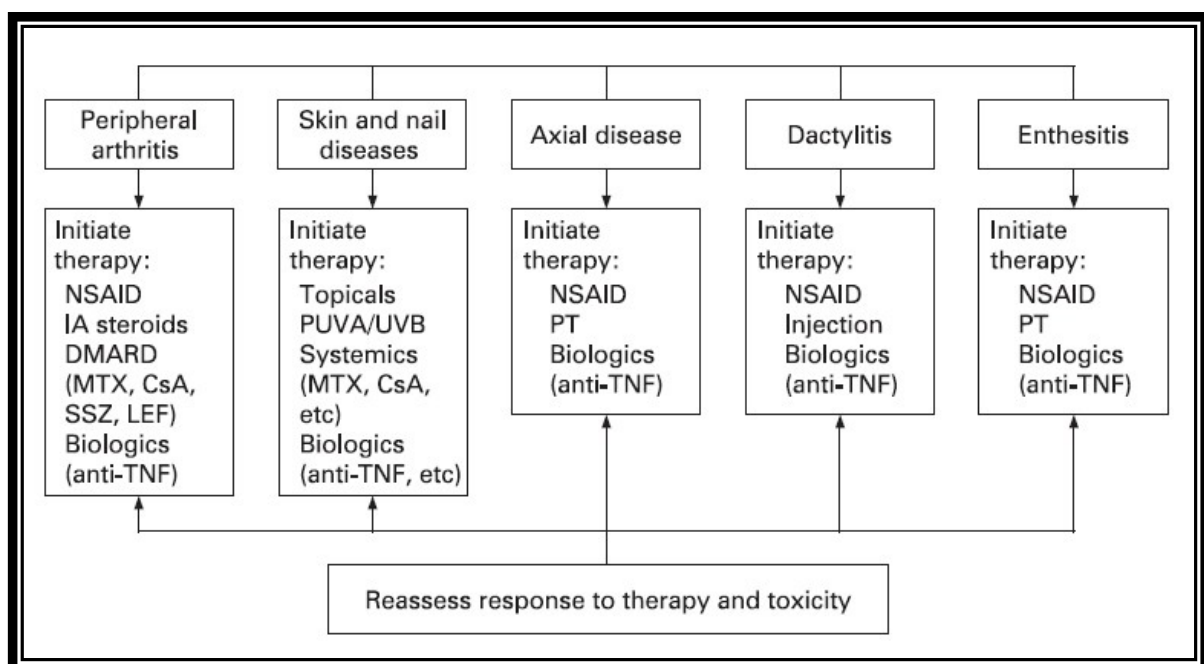 Peripheral
arthritis
Skin and nail
diseases
Axial disease
Dactylitis
Enthesitis
Initiate
therapy:
NSAID
IA steroids
DMARD
(MTX, CsA,
SSZ, LEF)
Biologics
(anti-TNF)
Initiate
therapy:
Topicals
PUVA/UVB
Systemics
(MTX, CsA,
etc)
Biologics
(anti-TNF, etc)
Initiate
therapy:
NSAID
PT
Biologics
(anti-TNF)
Initiate
therapy:
NSAID
Injection
Biologics
(anti-TNF)
Initiate
therapy:
NSAID
PT
Biologics
(anti-TNF)
Reassess response to therapy and toxicity